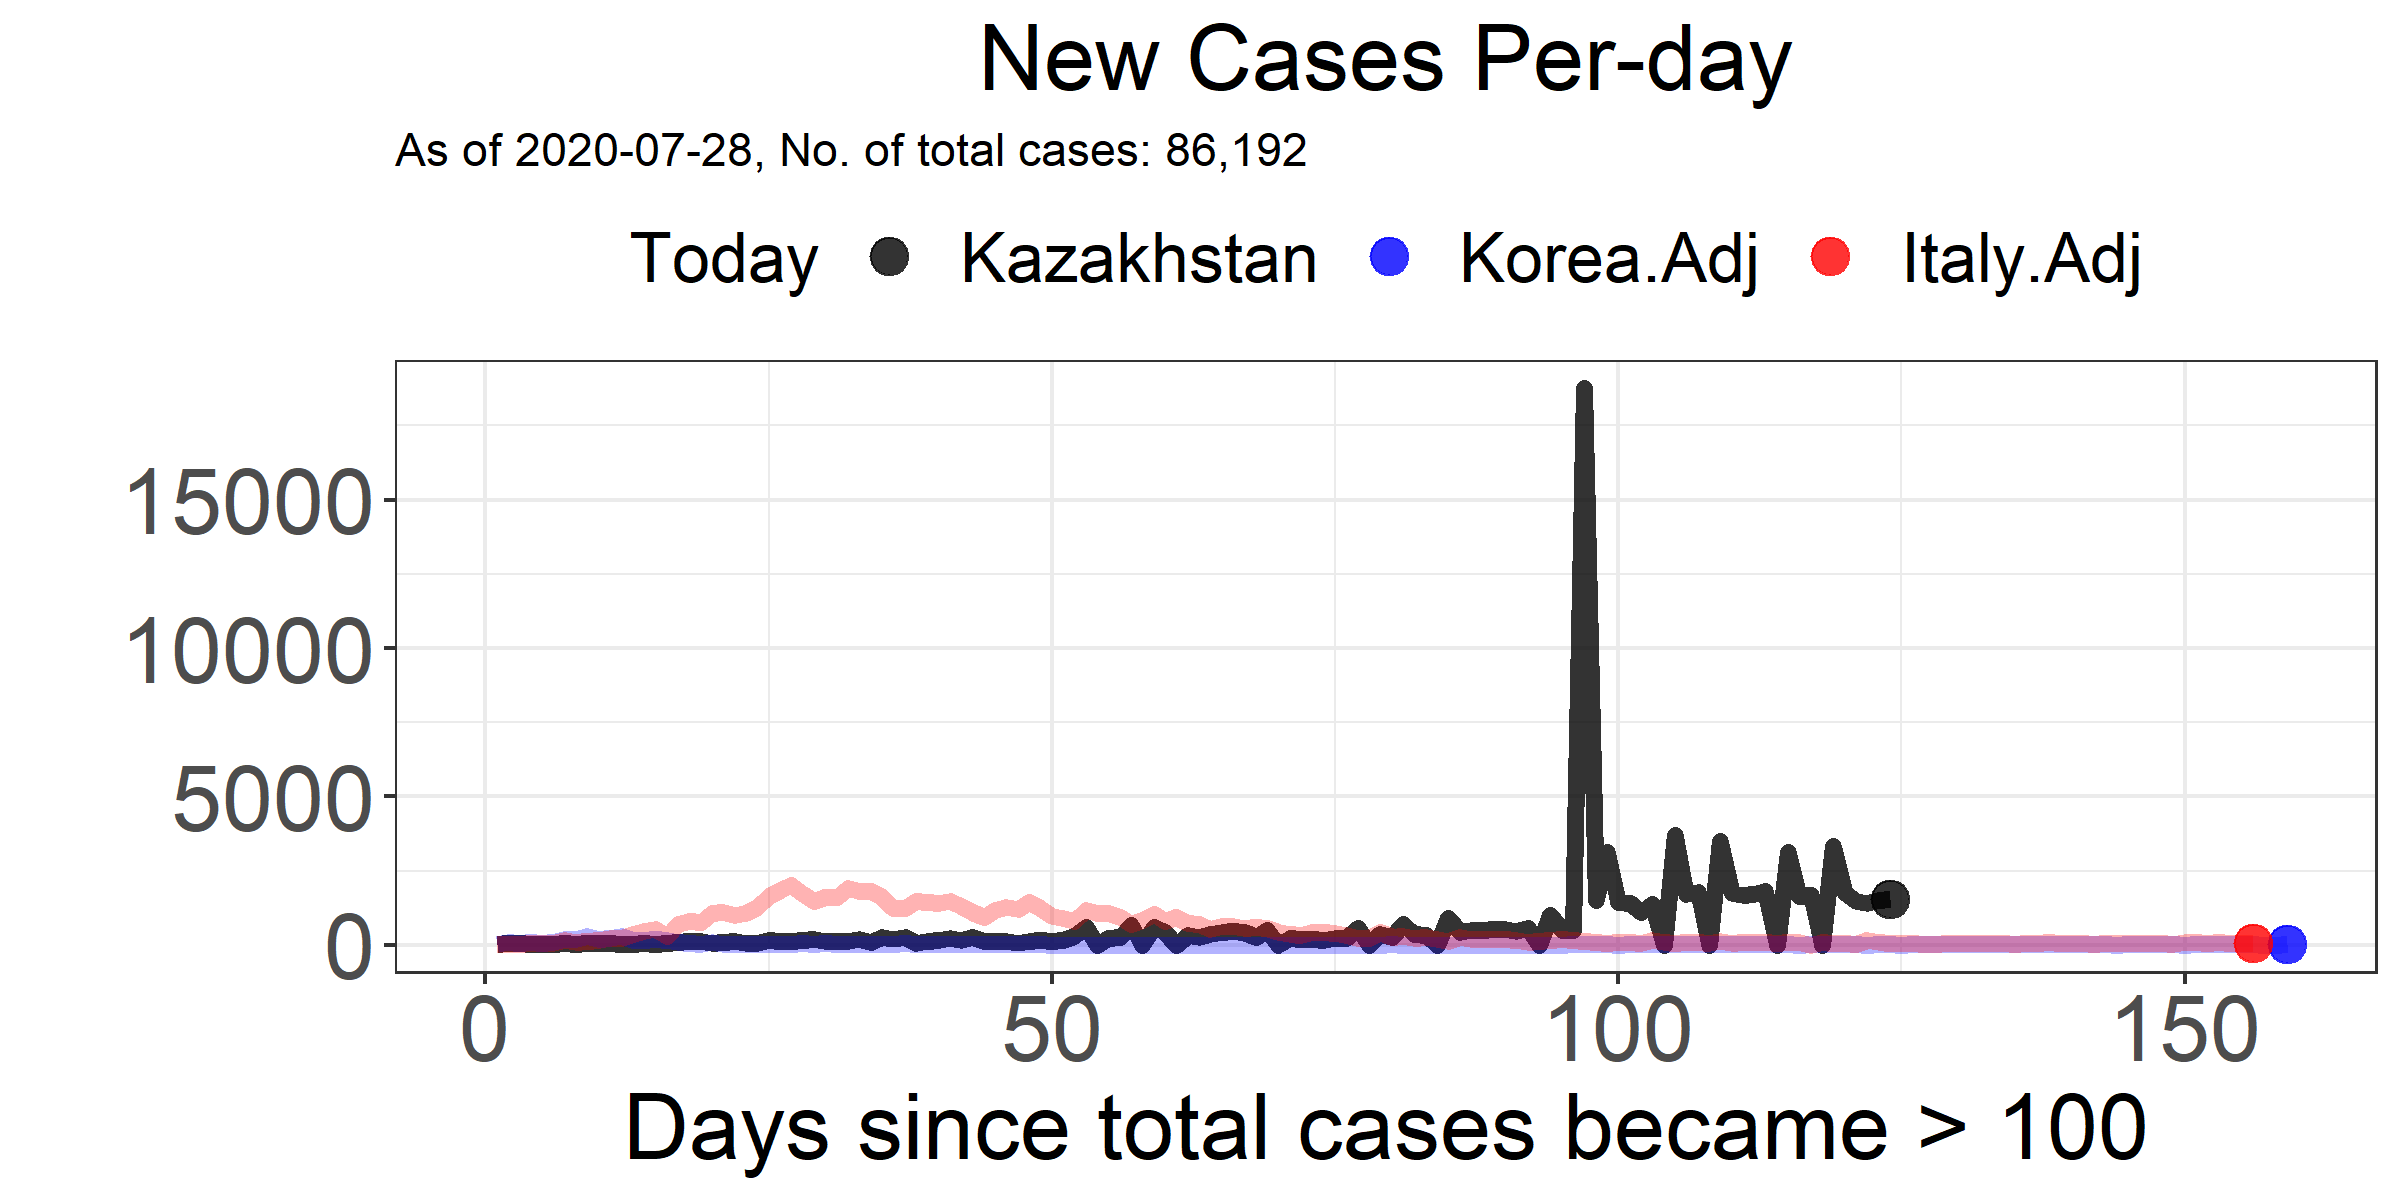 New Cases Per-day
As of 2020-07-28, No. of total cases: 86,192
Today Kazakhstan Korea.Adj Italy.Adj
15000
10000
5000
0
0 50 100 150
Days since total cases became > 100